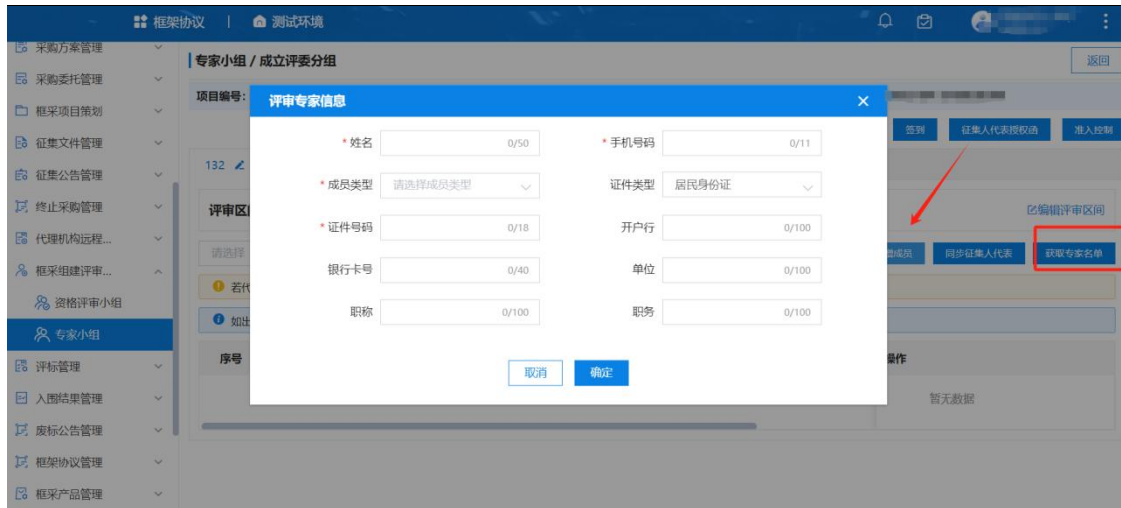 框架协议 | 测试环境
采购方案管理
采购委托管理
框采项目策划
征集文件管理
征集公告管理
终止采购管理
代理机构远程...
框采组建评审...
资格评审小组
专家小组
评标管理
入围结果管理
废标公告管理
框架协议管理
框采产品管理
专家小组 / 成立评委分组
返回
项目编号:
签到 征集人代表授权函 准入控制
132
评审区
编辑评审区间
请选择
成员 同步征集人代表 获取专家名单
若代
如出
序号
操作
暂无数据
评审专家信息
* 姓名 0/50 * 手机号码 0/11
* 成员类型 请选择成员类型 证件类型 居民身份证
* 证件号码 0/18 开户行 0/100
银行卡号 0/40 单位 0/100
职称 0/100 职务 0/100
取消 确定